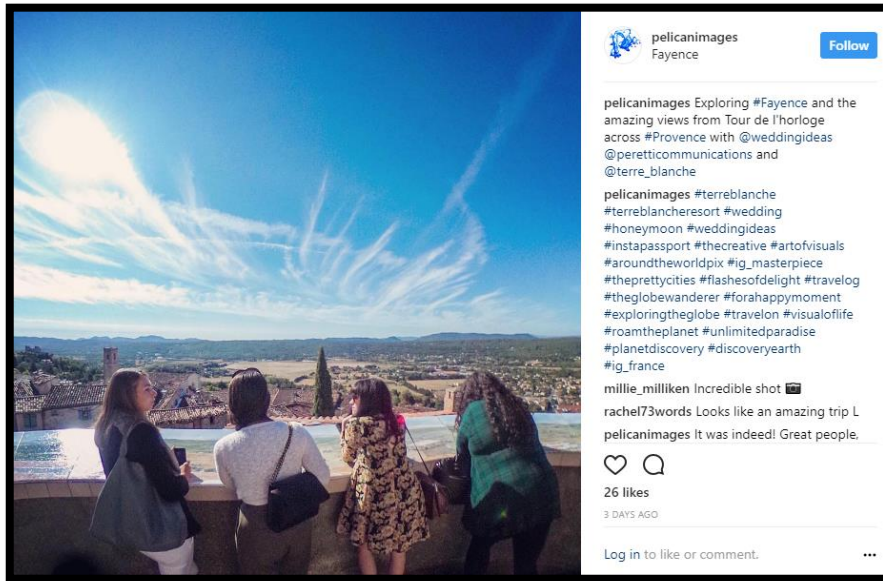 pelicanimages
Fayence
Follow
pelicanimages Exploring #Fayence and the
amazing views from Tour de l'horloge
across #Provence with @weddingideas
@peretticommunications and
@terre_blanche
pelicanimages #terreblanche
#terreblancheresort #wedding
#honeymoon #weddingideas
#instapassport #thecreative #artofvisuals
#aroundtheworldpix #ig_masterpiece
#theprettycities #flashesofdelight #travelog
#theglobewanderer #forahappymoment
#exploringtheglobe #travelon #visualoflife
#roamtheplanet #unlimitedparadise
#planetdiscovery #discoveryearth
#ig_france
millie_milliken Incredible shot 📷
rachel73words Looks like an amazing trip L
pelicanimages It was indeed! Great people,
26 likes
3 DAYS AGO
Log in to like or comment.